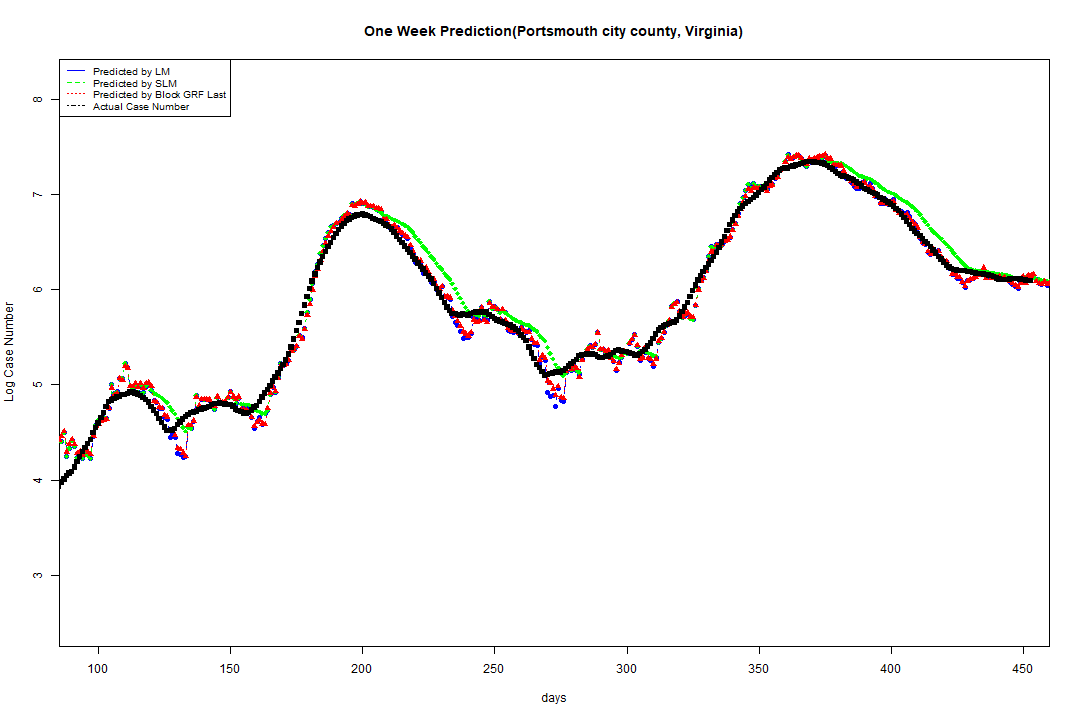 One Week Prediction(Portsmouth city county, Virginia)
Predicted by LM
Predicted by SLM
Predicted by Block GRF Last
Actual Case Number
8
7
6
5
4
3
Log Case Number
100 150 200 250 300 350 400 450
days